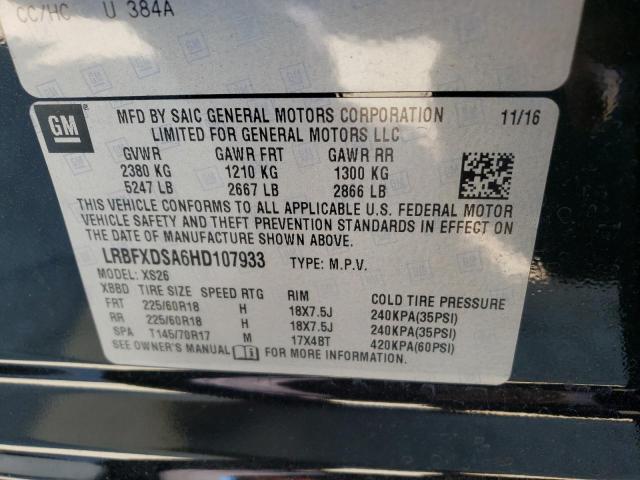 CC/HC U 384A
GM
MFD BY SAIC GENERAL MOTORS CORPORATION 11/16
LIMITED FOR GENERAL MOTORS LLC
GVWR GAWR FRT GAWR RR
2380 KG 1210 KG 1300 KG
5247 LB 2667 LB 2866 LB
THIS VEHICLE CONFORMS TO ALL APPLICABLE U.S. FEDERAL MOTOR
VEHICLE SAFETY AND THEFT PREVENTION STANDARDS IN EFFECT
ON THE DATE OF MANUFACTURE SHOWN ABOVE.
LRBFXDSA6HD107933 TYPE: M.P.V.
MODEL: XS26
XBBD TIRE SIZE SPEED RTG RIM COLD TIRE PRESSURE
FRT 225/60R18 H 18X7.5J 240KPA(35PSI)
RR 225/60R18 H 18X7.5J 240KPA(35PSI)
SPA T145/70R17 M 17X4BT 420KPA(60PSI)
SEE OWNER'S MANUAL FOR MORE INFORMATION.